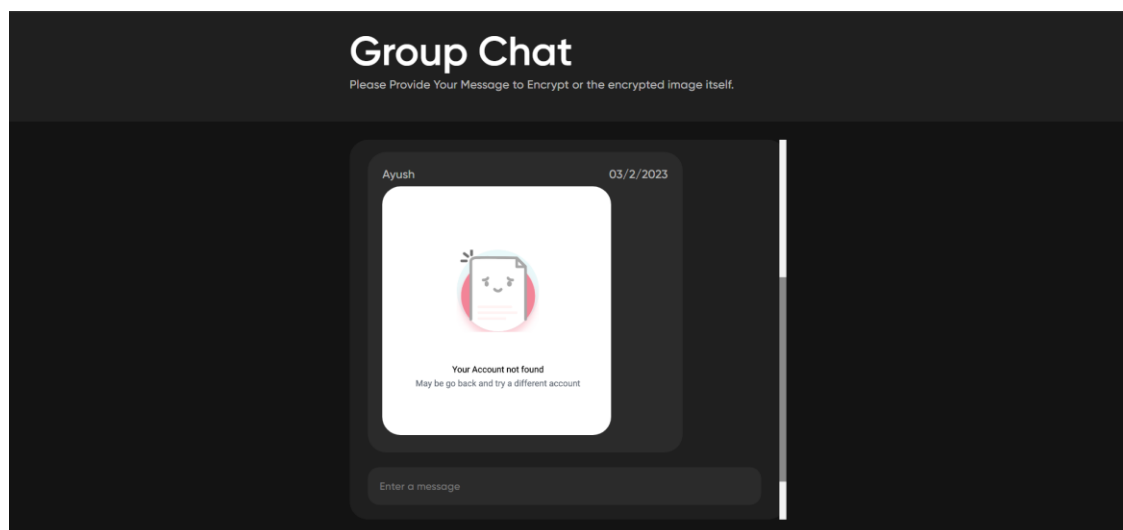 Group Chat
Please Provide Your Message to Encrypt or the encrypted image itself.
Ayush 03/2/2023
Your Account not found
May be go back and try a different account
Enter a message